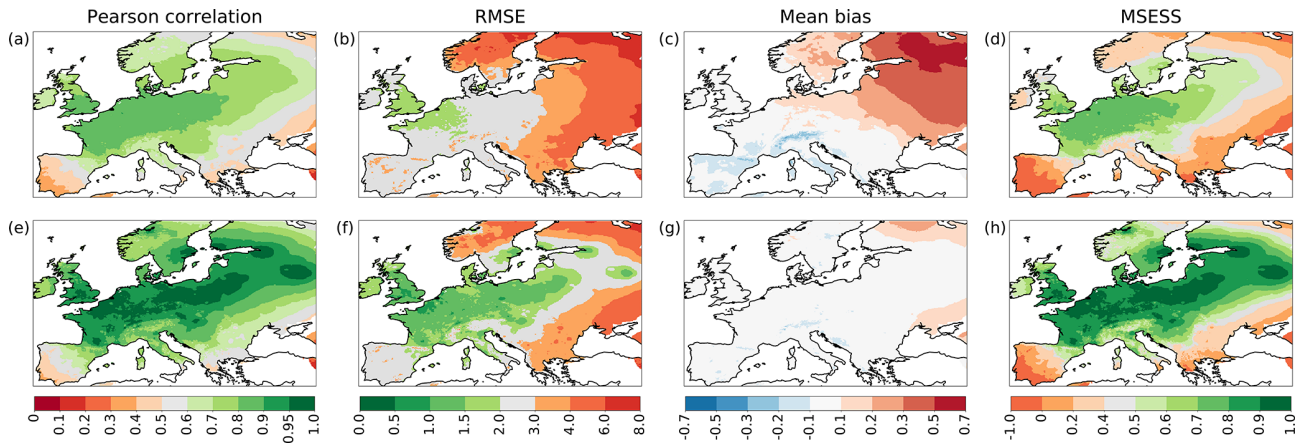 Pearson correlation RMSE Mean bias MSESS
(a) (b) (c) (d)
(e) (f) (g) (h)
0 0.1 0.2 0.3 0.4 0.5 0.6 0.7 0.8 0.9 0.95 1.0 0.0 0.5 1.0 1.5 2.0 3.0 4.0 6.0 8.0 -0.7 -0.5 -0.3 -0.2 -0.1 0.1 0.2 0.3 0.5 0.7 -1.0 0 0.2 0.4 0.5 0.6 0.7 0.8 0.9 1.0